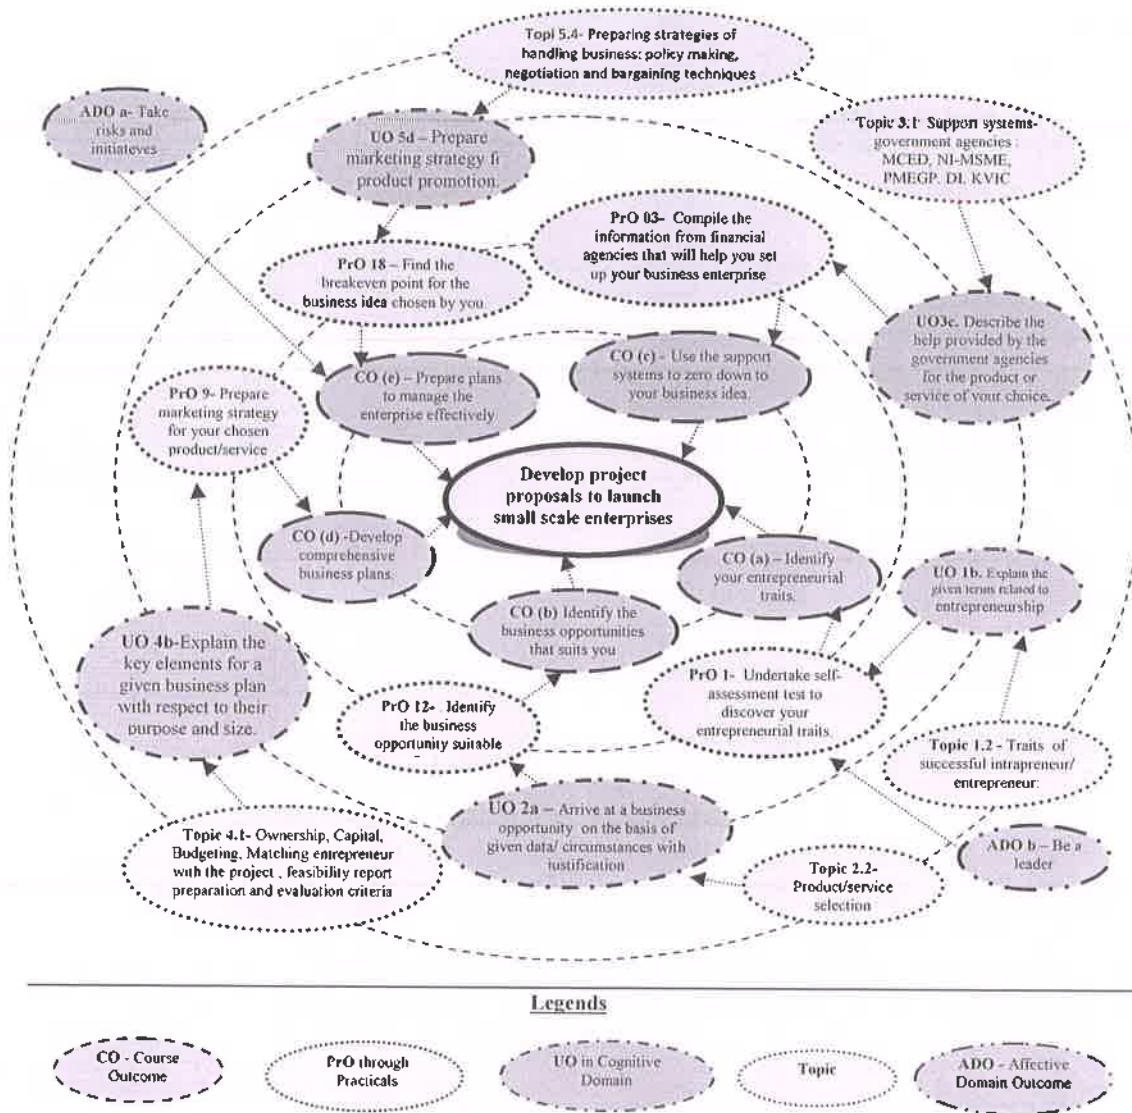 Topi 5.4- Preparing strategies of
handling business: policy making,
negotiation and bargaining techniques
ADO a- Take
risks and
initiateves
UO 5d – Prepare
marketing strategy f
product promotion.
Topic 3.1 Support systems-
government agencies :
MCED, NI-MSME,
PMEGP, DI, KVIC
PrO 03- Compile the
information from financial
agencies that will help you set
up your business enterprise
PrO 18 – Find the
breakeven point for the
business idea chosen by you
UO3c. Describe the
help provided by the
government agencies
for the product or
service of your choice.
CO (c) - Use the support
systems to zero down to
your business idea.
CO (e) – Prepare plans
to manage the
enterprise effectively
PrO 9- Prepare
marketing strategy
for your chosen
product/service
Develop project
proposals to launch
small scale enterprises
CO (d) -Develop
comprehensive
business plans.
CO (a) – Identify
your entrepreneurial
traits.
UO 1b. Explain the
given terms related to
entrepreneurship
CO (b) Identify the
business opportunities
that suits you
UO 4b-Explain the
key elements for a
given business plan
with respect to their
purpose and size.
PrO 1- Undertake self-
assessment test to
discover your
entrepreneurial traits
PrO 12- . Identify
the business
opportunity suitable
Topic 1.2 - Traits of
successful intrapreneur/
entrepreneur:
UO 2a – Arrive at a business
opportunity on the basis of
given data/ circumstances with
justification
Topic 4.1- Ownership, Capital,
Budgeting, Matching entrepreneur
with the project , feasibility report
preparation and evaluation criteria
ADO b – Be a
leader
Topic 2.2-
Product/service
selection
Legends
CO - Course
Outcome
PrO through
Practicals
UO in Cognitive
Domain
Topic
ADO - Affective
Domain Outcome